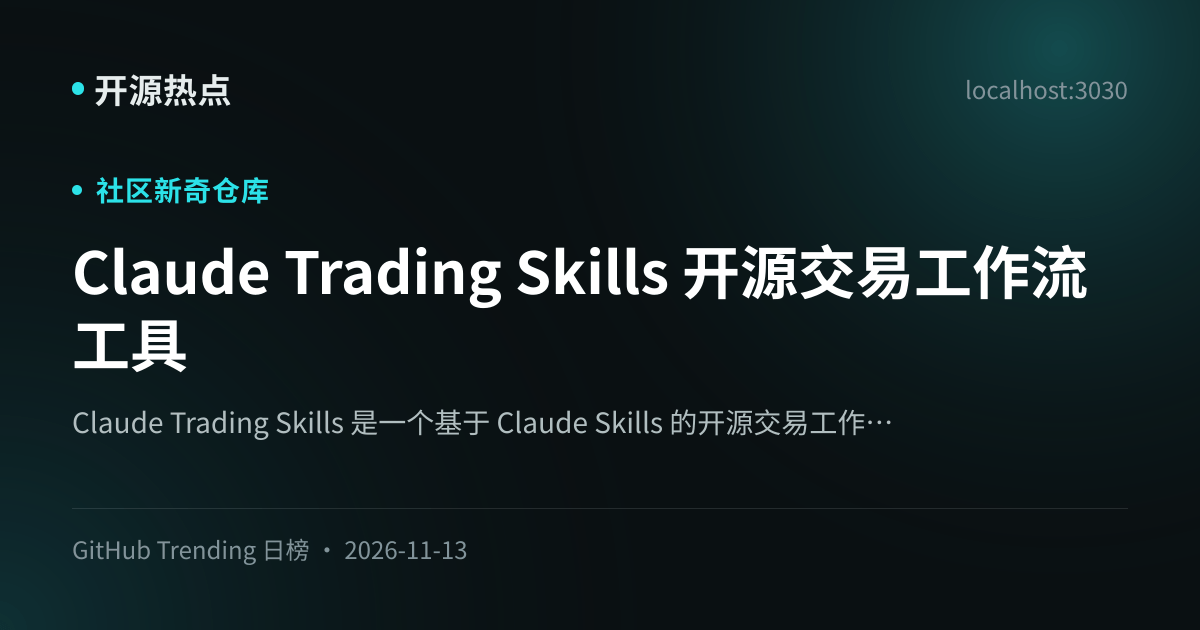 开源热点
localhost:3030
社区新奇仓库
Claude Trading Skills 开源交易工作流
工具
Claude Trading Skills 是一个基于 Claude Skills 的开源交易工作…
GitHub Trending 日榜 · 2026-11-13